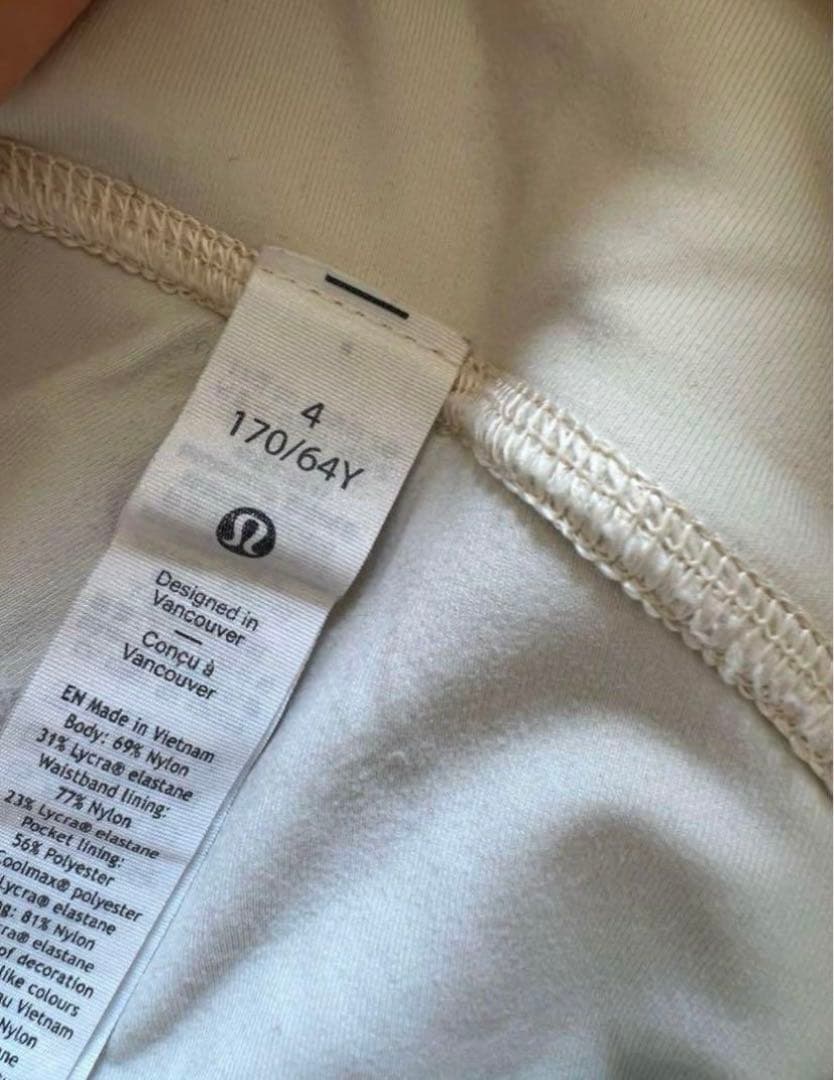 4
170/64Y
Designed in
Vancouver
Conçu à
Vancouver
EN Made in Vietnam
Body: 69% Nylon
31% Lycra® elastane
Waistband lining:
77% Nylon
23% Lycra® elastane
Pocket lining:
56% Polyester
Coolmax® polyester
Lycra® elastane
81% Nylon
elastane
of decoration
like colours
Vietnam
Nylon